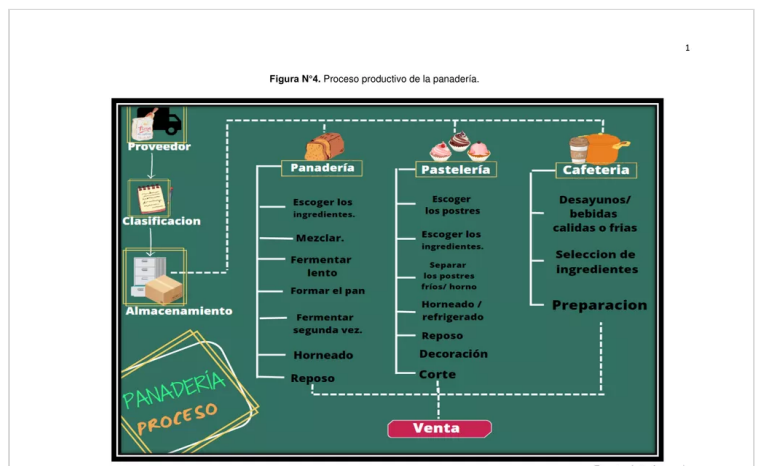 1
Figura N°4. Proceso productivo de la panadería.
Proveedor
Clasificacion
Almacenamiento
PANADERÍA
PROCESO
Panadería
Escoger los
ingredientes.
Mezclar.
Fermentar
lento
Formar el pan
Fermentar
segunda vez.
Horneado
Reposo
Pastelería
Escoger
los postres
Escoger los
ingredientes.
Separar
los postres
fríos/ horno
Horneado /
refrigerado
Reposo
Decoración
Corte
Cafeteria
Desayunos/
bebidas
calidas o frias
Seleccion de
ingredientes
Preparacion
Venta